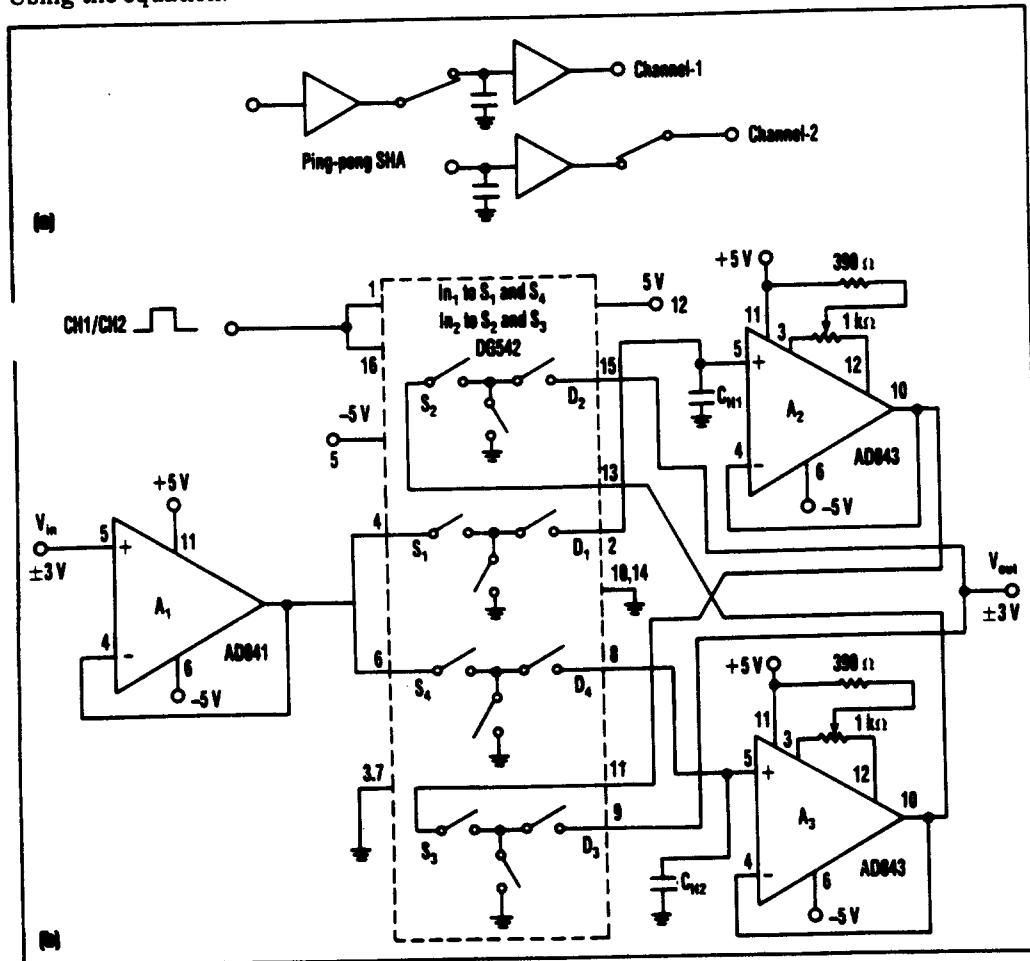 Using the equation:
Channel-1
Ping-pong SHA
Channel-2
(a)
CH1/CH2
1
16
In1 to S1 and S4
In2 to S2 and S3
DG542
5 V
12
−5 V
5
S2
D2
15
13
+5 V
390 Ω
1 kΩ
11
3
12
5
+
CH1
A2
10
4
−
6
AD843
−5 V
Vin
±3 V
+5 V
5
+
11
A1
4
−
6
AD841
−5 V
4
S1
D1
2
10,14
6
S4
D4
8
3.7
11
S3
D3
9
Vout
±3 V
+5 V
390 Ω
1 kΩ
11
3
12
5
+
A3
10
4
−
6
AD843
−5 V
CH2
(b)